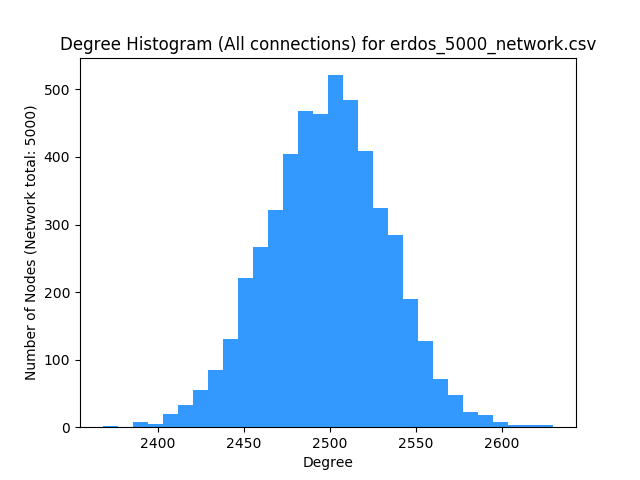 Degree Histogram (All connections) for erdos_5000_network.csv
500
400
300
200
100
0
Number of Nodes (Network total: 5000)
2400 2450 2500 2550 2600
Degree